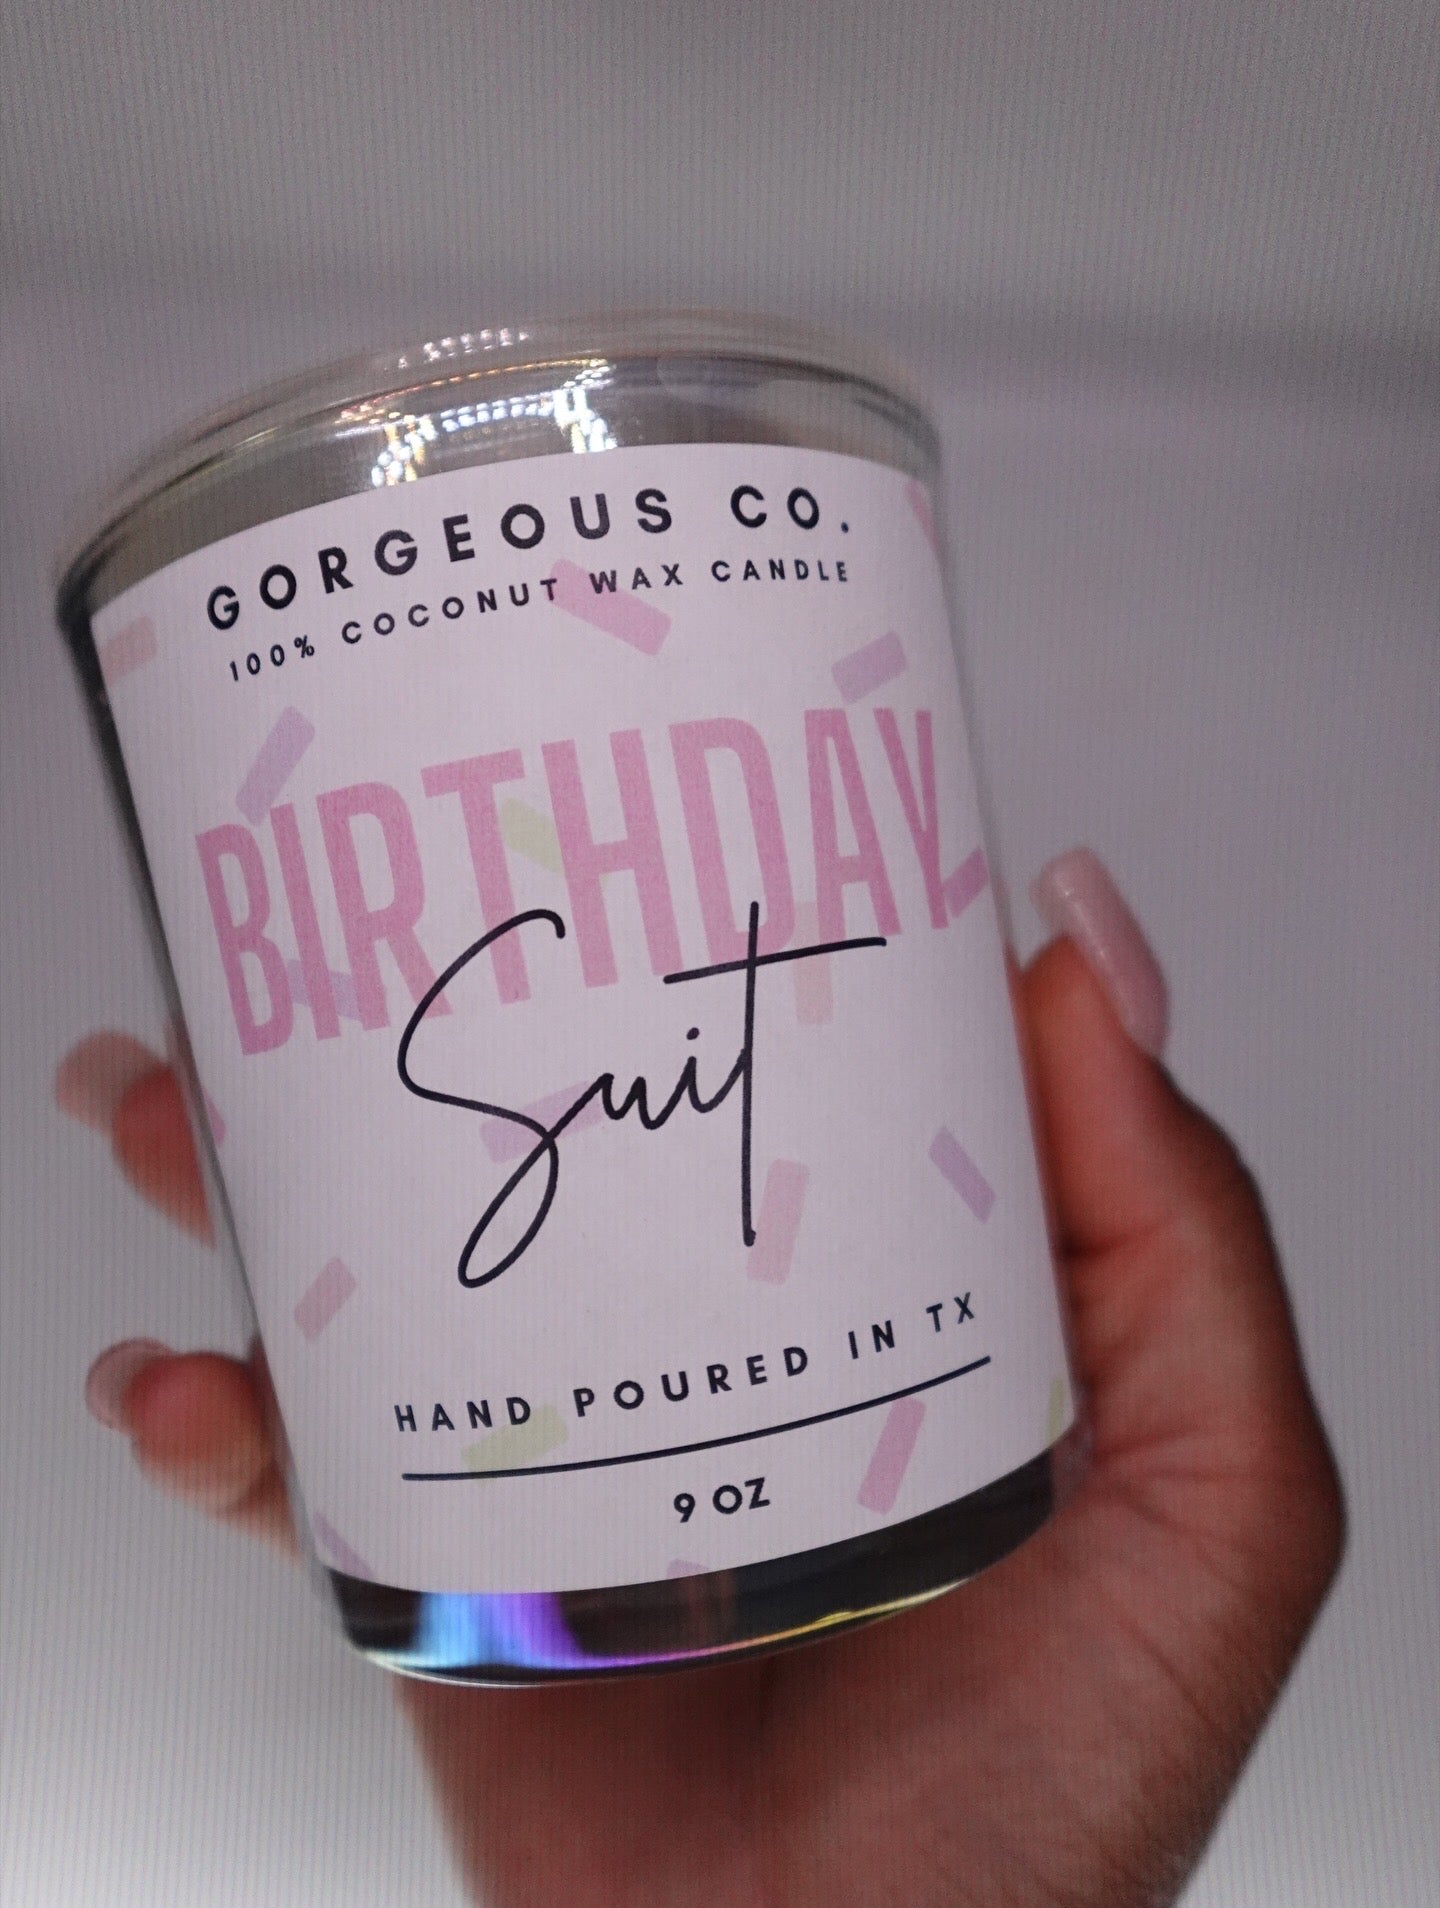 GORGEOUS CO.
100% COCONUT WAX CANDLE
BIRTHDAY
Suit
HAND POURED IN TX
9 OZ